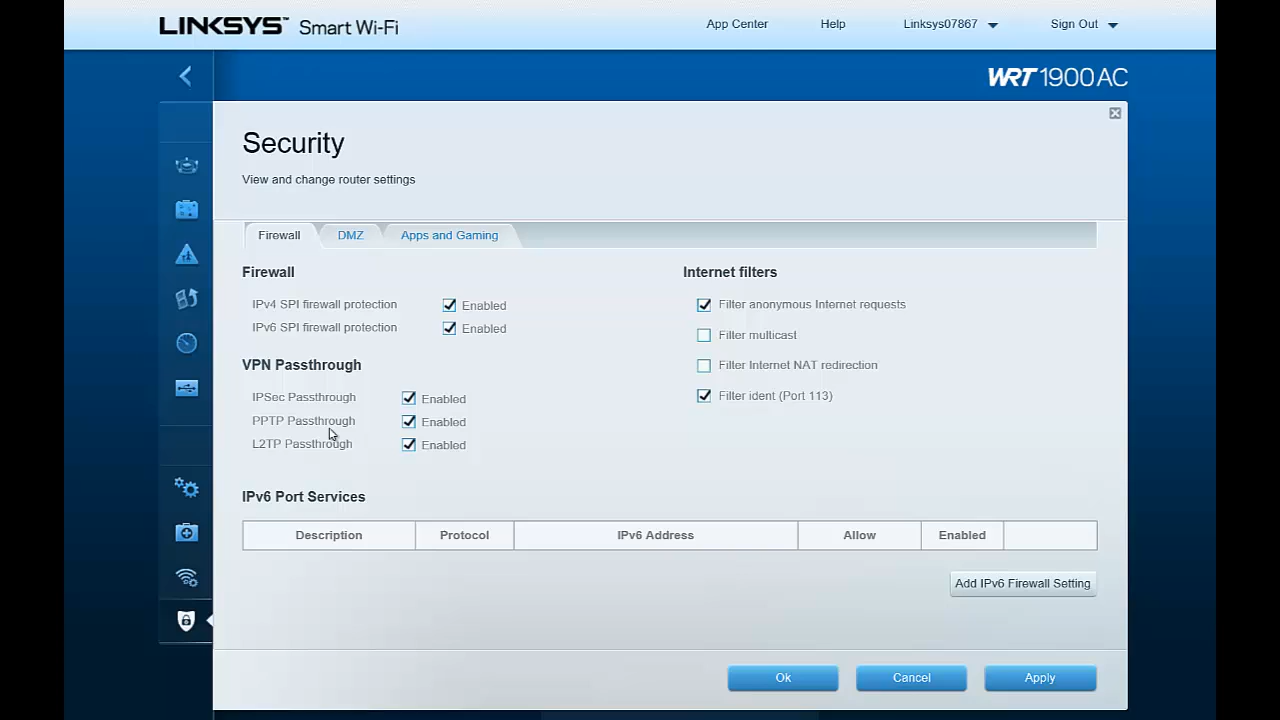 LINKSYS™ Smart Wi-Fi
App Center Help Linksys07867 Sign Out
WRT 1900AC
Security
View and change router settings
Firewall DMZ Apps and Gaming
Firewall
IPv4 SPI firewall protection Enabled
IPv6 SPI firewall protection Enabled
VPN Passthrough
IPSec Passthrough Enabled
PPTP Passthrough Enabled
L2TP Passthrough Enabled
Internet filters
Filter anonymous Internet requests
Filter multicast
Filter Internet NAT redirection
Filter ident (Port 113)
IPv6 Port Services
Description Protocol IPv6 Address Allow Enabled
Add IPv6 Firewall Setting
Ok Cancel Apply